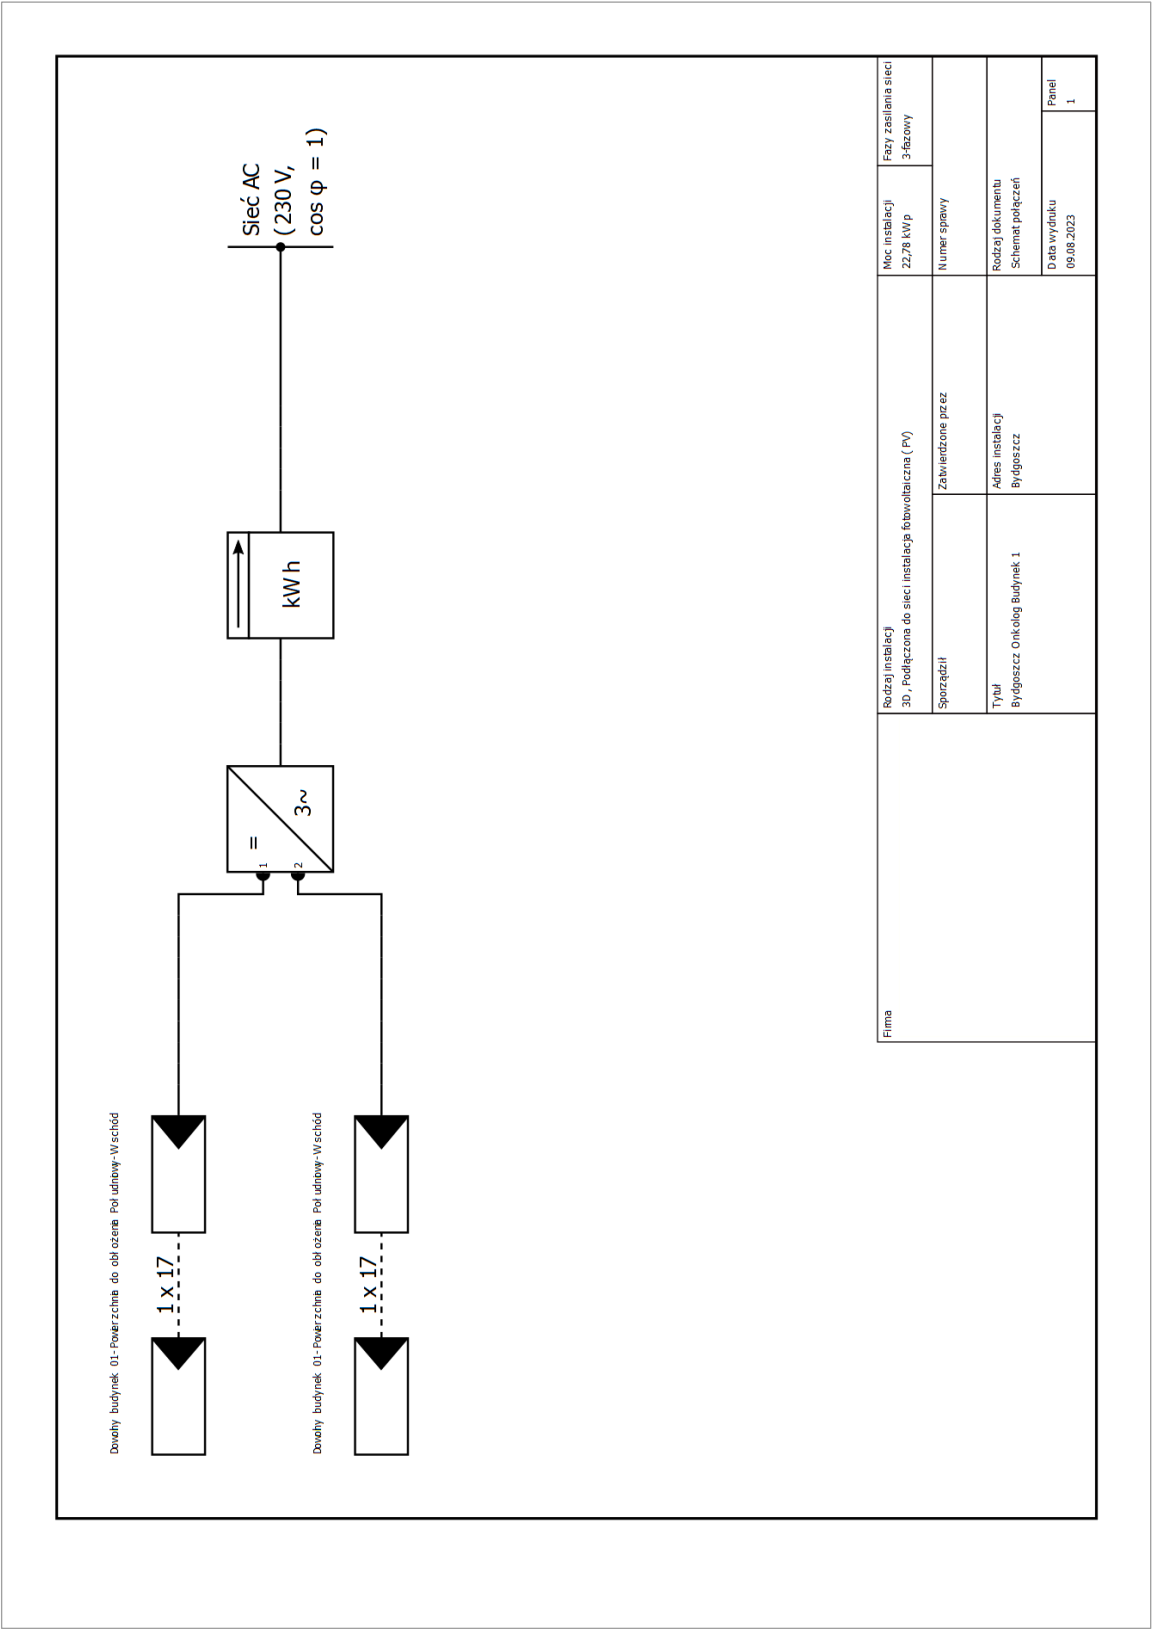 Dowolny budynek 01-Powierzchnia do obłożenia Południowy-Wschód
1 x 17
Dowolny budynek 01-Powierzchnia do obłożenia Południowy-Wschód
1 x 17
1
2
=
3~
kWh
Sieć AC
(230 V,
cos φ = 1)
Firma
Rodzaj instalacji
3D, Podłączona do sieci instalacja fotowoltaiczna (PV)
Moc instalacji
22,78 kWp
Fazy zasilania sieci
3-fazowy
Sporządził
Zatwierdzone przez
Numer sprawy
Tytuł
Bydgoszcz Onkolog Budynek 1
Adres instalacji
Bydgoszcz
Rodzaj dokumentu
Schemat połączeń
Data wydruku
09.08.2023
Panel
1